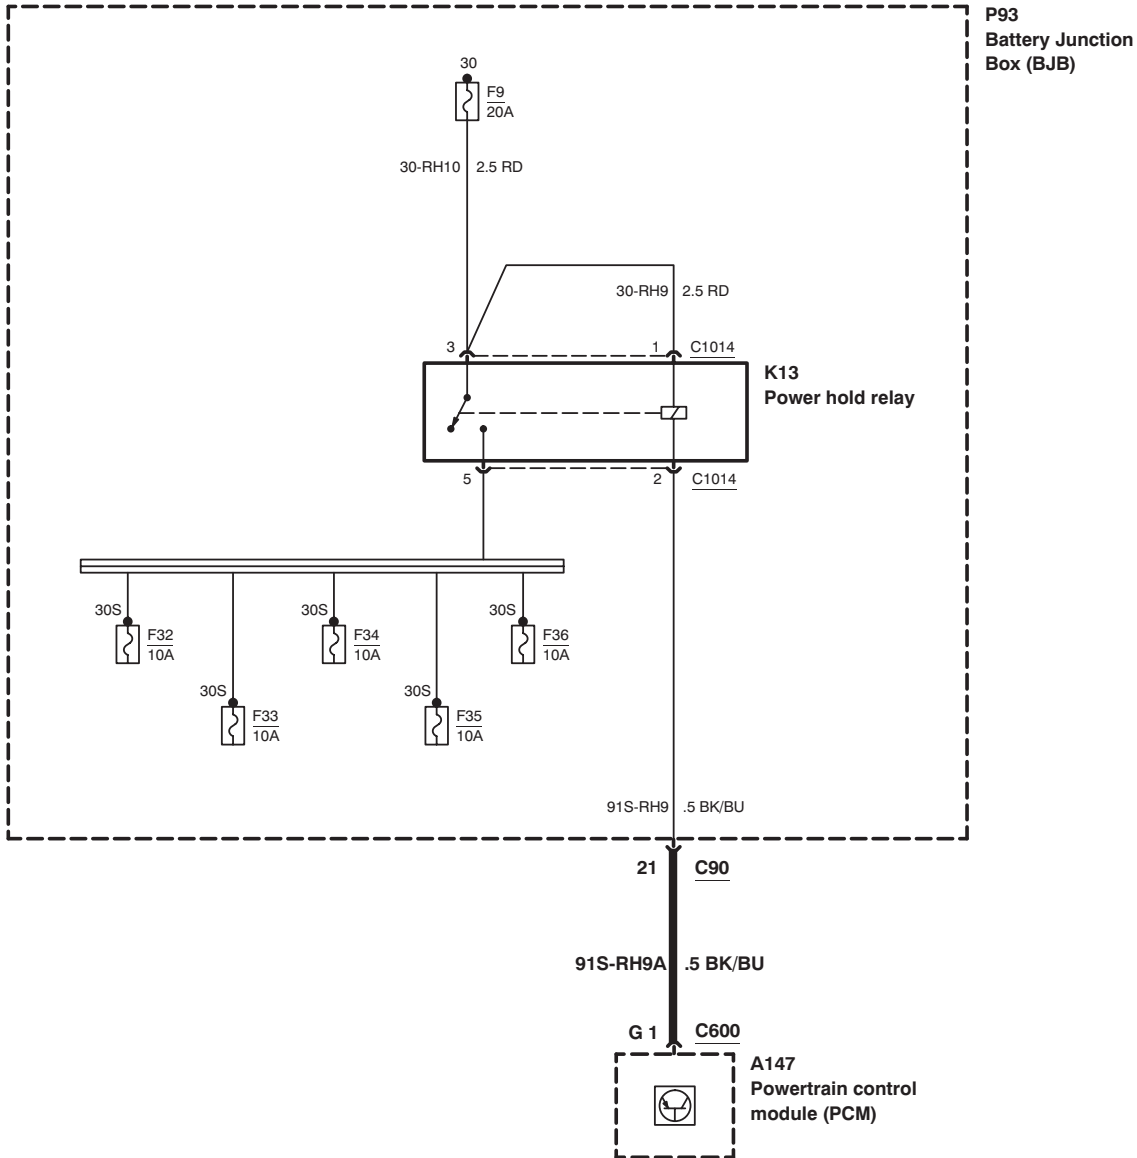 P93
Battery Junction
Box (BJB)
30
F9
20A
30-RH10 2.5 RD
30-RH9 2.5 RD
3 1 C1014
K13
Power hold relay
5 2 C1014
30S 30S 30S
F32 F34 F36
10A 10A 10A
30S 30S
F33 F35
10A 10A
91S-RH9 .5 BK/BU
21 C90
91S-RH9A .5 BK/BU
G 1 C600
A147
Powertrain control
module (PCM)